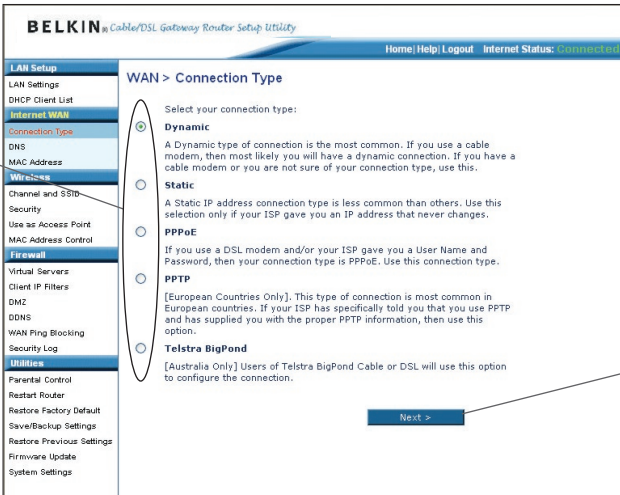 BELKIN® Cable/DSL Gateway Router Setup Utility
Home|Help|Logout Internet Status: Connected
LAN Setup
LAN Settings
DHCP Client List
Internet WAN
Connection Type
DNS
MAC Address
Wireless
Channel and SSID
Security
Use as Access Point
MAC Address Control
Firewall
Virtual Servers
Client IP Filters
DMZ
DDNS
WAN Ping Blocking
Security Log
Utilities
Parental Control
Restart Router
Restore Factory Default
Save/Backup Settings
Restore Previous Settings
Firmware Update
System Settings
WAN > Connection Type
Select your connection type:
Dynamic
A Dynamic type of connection is the most common. If you use a cable
modem, then most likely you will have a dynamic connection. If you have a
cable modem or you are not sure of your connection type, use this.
Static
A Static IP address connection type is less common than others. Use this
selection only if your ISP gave you an IP address that never changes.
PPPoE
If you use a DSL modem and/or your ISP gave you a User Name and
Password, then your connection type is PPPoE. Use this connection type.
PPTP
[European Countries Only]. This type of connection is most common in
European countries. If your ISP has specifically told you that you use PPTP
and has supplied you with the proper PPTP information, then use this
option.
Telstra BigPond
[Australia Only] Users of Telstra BigPond Cable or DSL will use this option
to configure the connection.
Next >